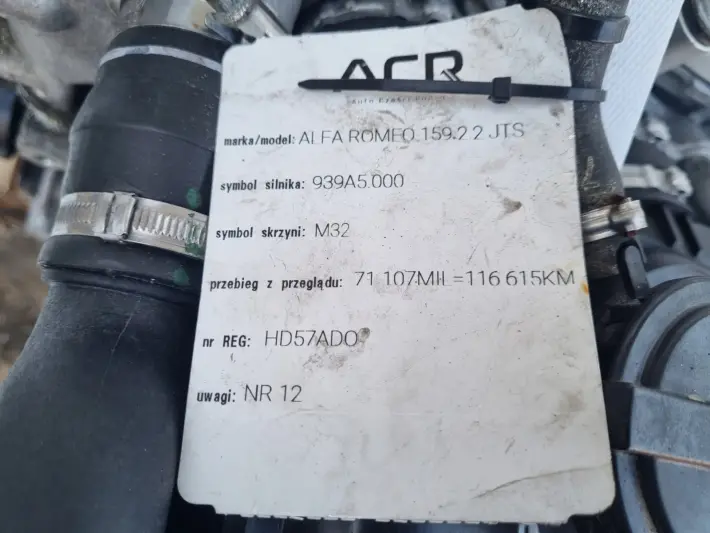 ACR
marka/model: ALFA ROMEO 159 2.2 JTS
symbol silnika: 939A5.000
symbol skrzyni: M32
przebieg z przeglądu: 71 107MIL=116 615KM
nr REG: HD57ADO
uwagi: NR 12